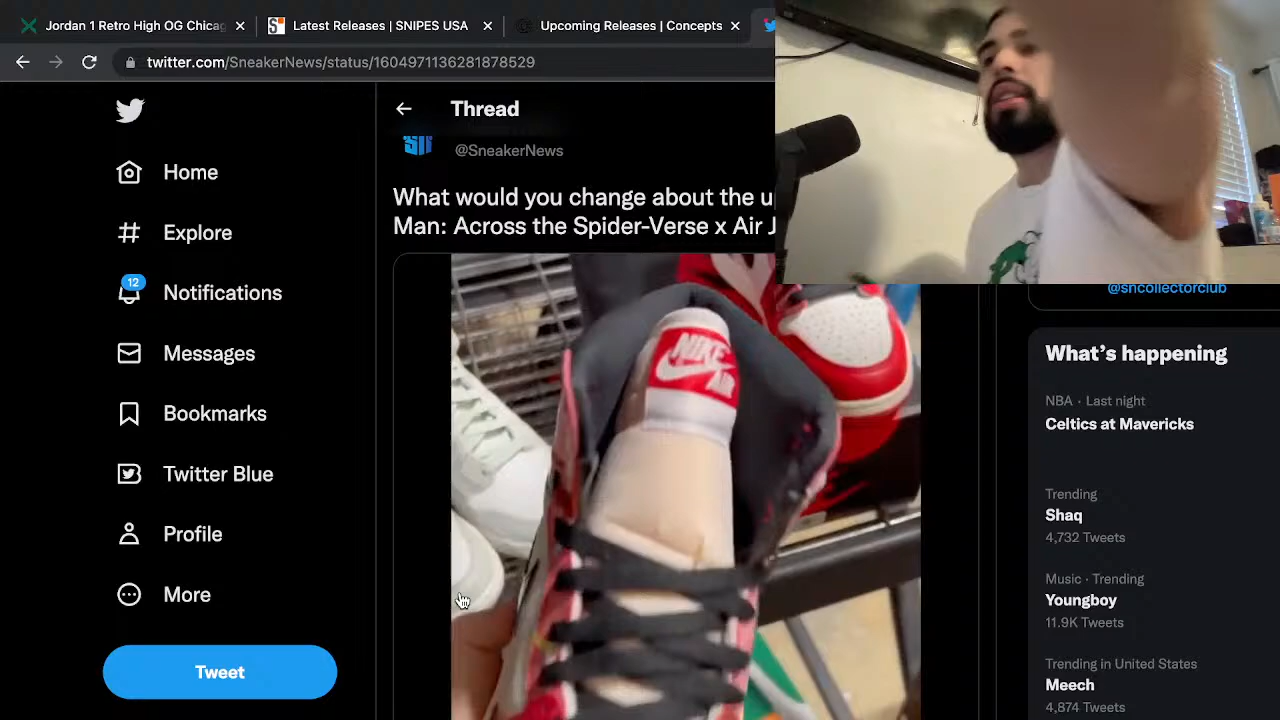 Jordan 1 Retro High OG Chicag
Latest Releases | SNIPES USA
Upcoming Releases | Concepts
twitter.com/SneakerNews/status/1604971136281878529
Thread
@SneakerNews
12
Home
Explore
Notifications
Messages
Bookmarks
Twitter Blue
Profile
More
Tweet
What would you change about the u
Man: Across the Spider-Verse x Air J
NIKE
AIR
@sncollectorclub
What's happening
NBA · Last night
Celtics at Mavericks
Trending
Shaq
4,732 Tweets
Music · Trending
Youngboy
11.9K Tweets
Trending in United States
Meech
4,874 Tweets